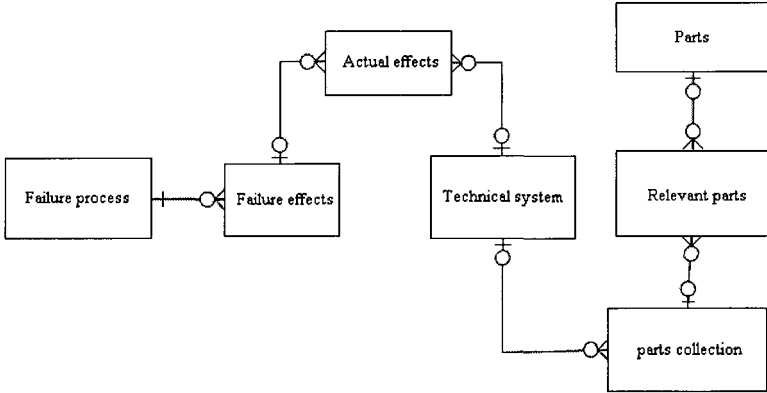 Parts
Actual effects
Failure process
Failure effects
Technical system
Relevant parts
parts collection